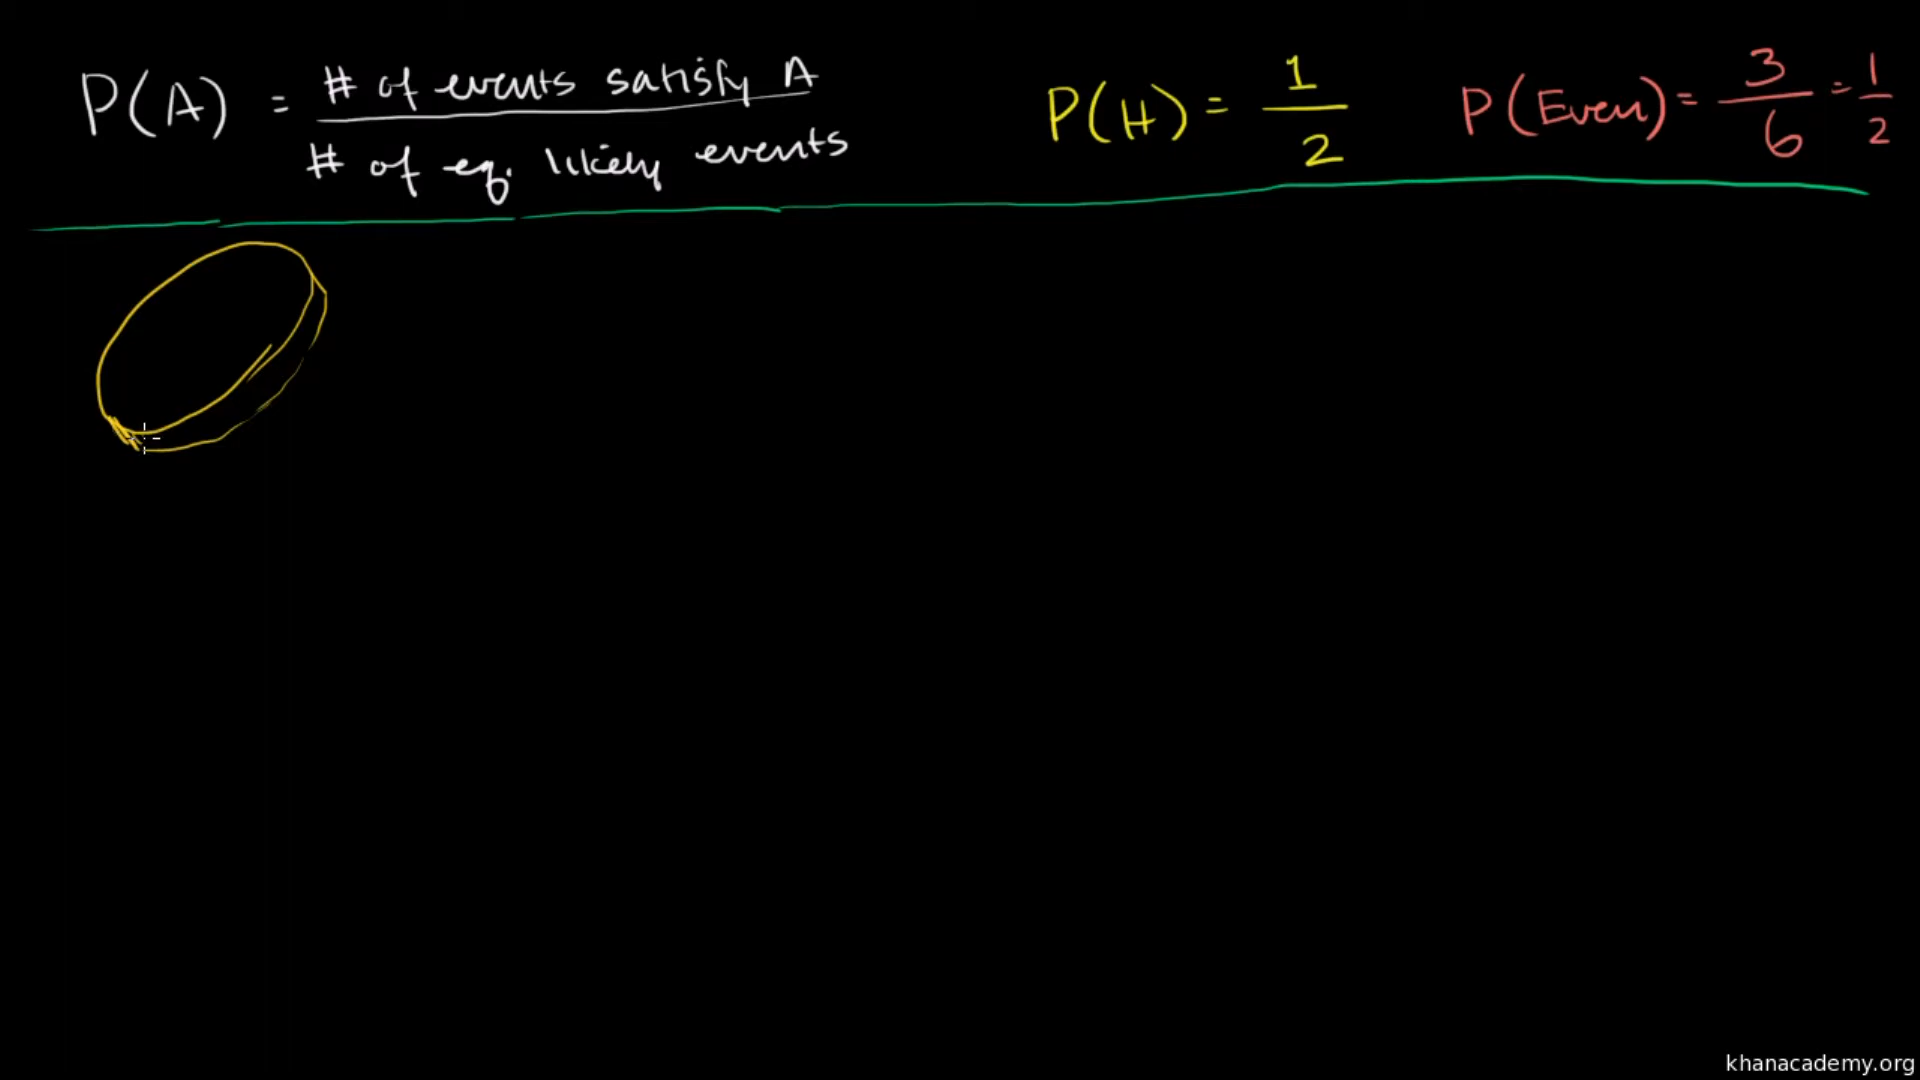 P(A) = # of events satisfy A / # of eq. likely events
P(H) = 1/2
P(Even) = 3/6 = 1/2
khanacademy.org